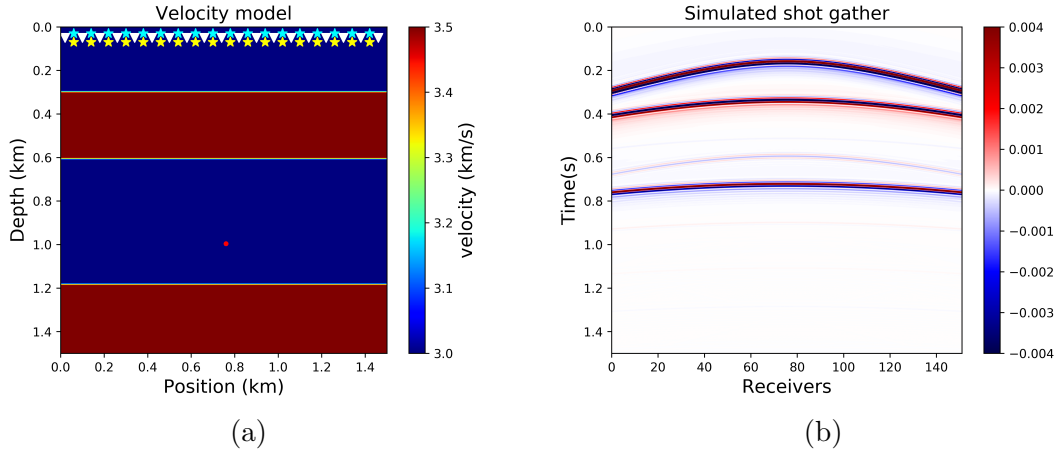 Velocity model
0.0
0.2
0.4
0.6
0.8
1.0
1.2
1.4
Depth (km)
0.0 0.2 0.4 0.6 0.8 1.0 1.2 1.4
Position (km)
3.5
3.4
3.3
3.2
3.1
3.0
velocity (km/s)
(a)
Simulated shot gather
0.0
0.2
0.4
0.6
0.8
1.0
1.2
1.4
Time(s)
0 20 40 60 80 100 120 140
Receivers
0.004
0.003
0.002
0.001
0.000
−0.001
−0.002
−0.003
−0.004
(b)